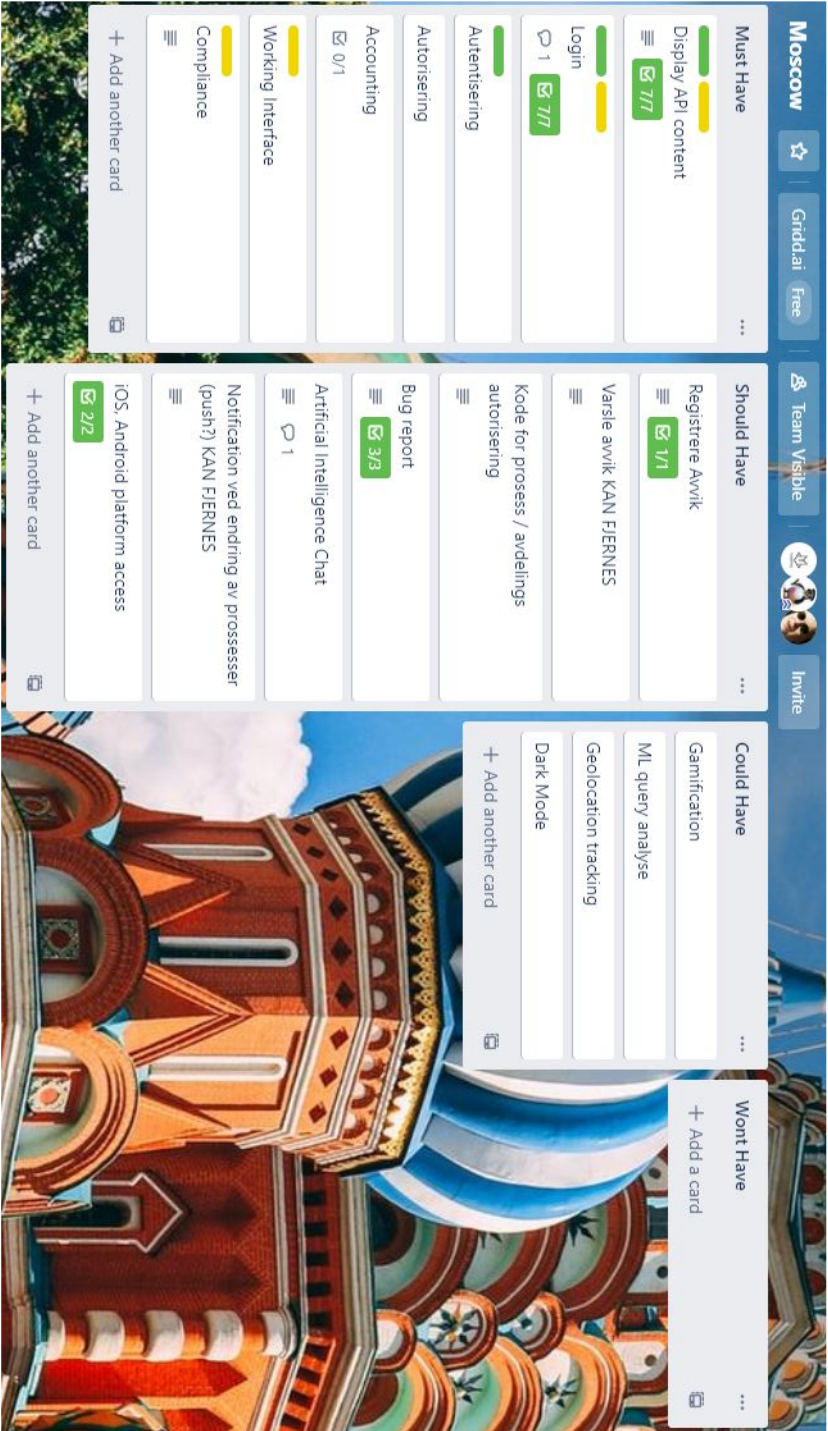 Moscow
Gridd.ai Free
Team Visible
Invite
Must Have
Display API content
7/7
Login
1 7/7
Autentisering
Autorisering
Accounting
0/1
Working Interface
Compliance
+ Add another card
Should Have
Registrere Avvik
1/1
Varsle avvik KAN FJERNES
Kode for prosess / avdelings
autorisering
Bug report
3/3
Artificial Intelligence Chat
1
Notification ved endring av prossesser
(push?) KAN FJERNES
iOS, Android platform access
2/2
+ Add another card
Could Have
Gamification
ML query analyse
Geolocation tracking
Dark Mode
+ Add another card
Wont Have
+ Add a card